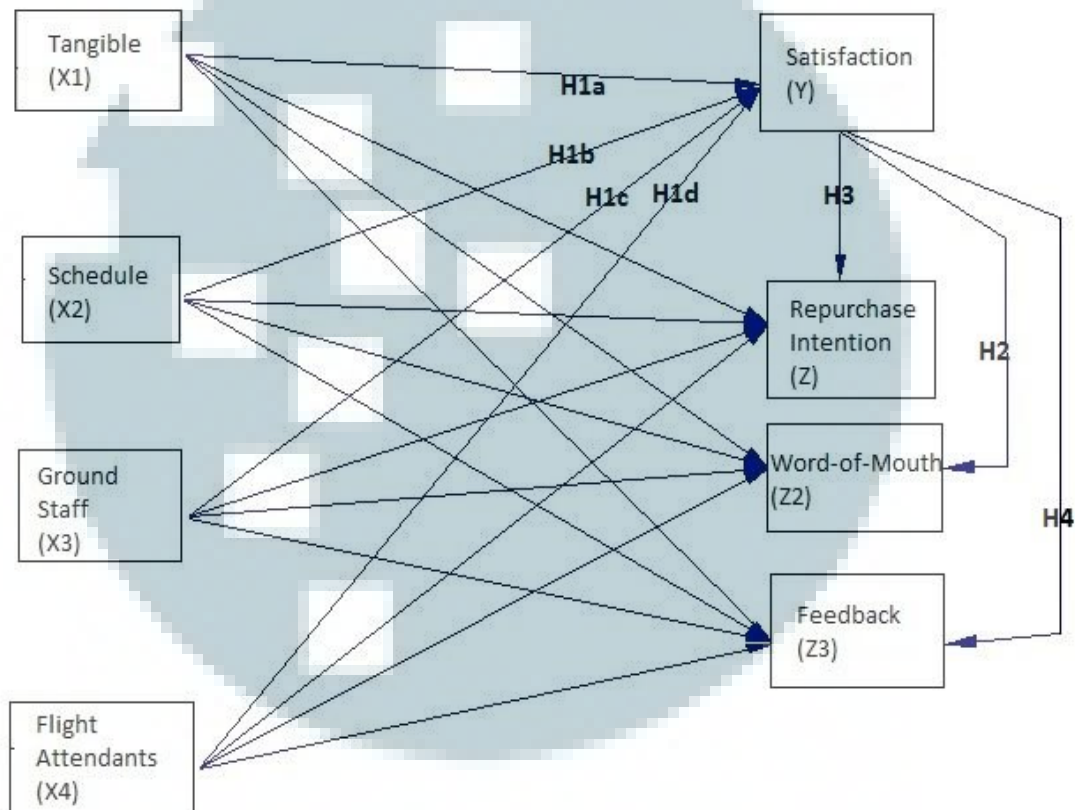 Tangible
(X1)
Satisfaction
(Y)
H1a
H1b
H1c
H1d
H3
Schedule
(X2)
Repurchase
Intention
(Z)
H2
Ground
Staff
(X3)
Word-of-Mouth
(Z2)
H4
Feedback
(Z3)
Flight
Attendants
(X4)